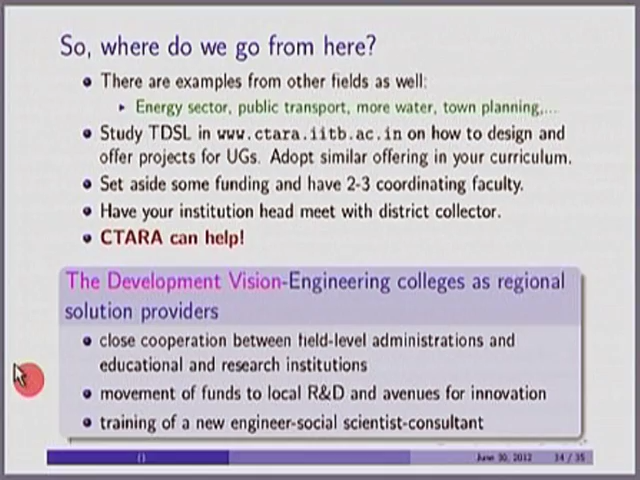 So, where do we go from here?
There are examples from other fields as well:
Energy sector, public transport, more water, town planning,...
Study TDSL in www.ctara.iitb.ac.in on how to design and
offer projects for UGs. Adopt similar offering in your curriculum.
Set aside some funding and have 2-3 coordinating faculty.
Have your institution head meet with district collector.
CTARA can help!
The Development Vision-Engineering colleges as regional
solution providers
close cooperation between field-level administrations and
educational and research institutions
movement of funds to local R&D and avenues for innovation
training of a new engineer-social scientist-consultant
() June 30, 2012 34 / 35